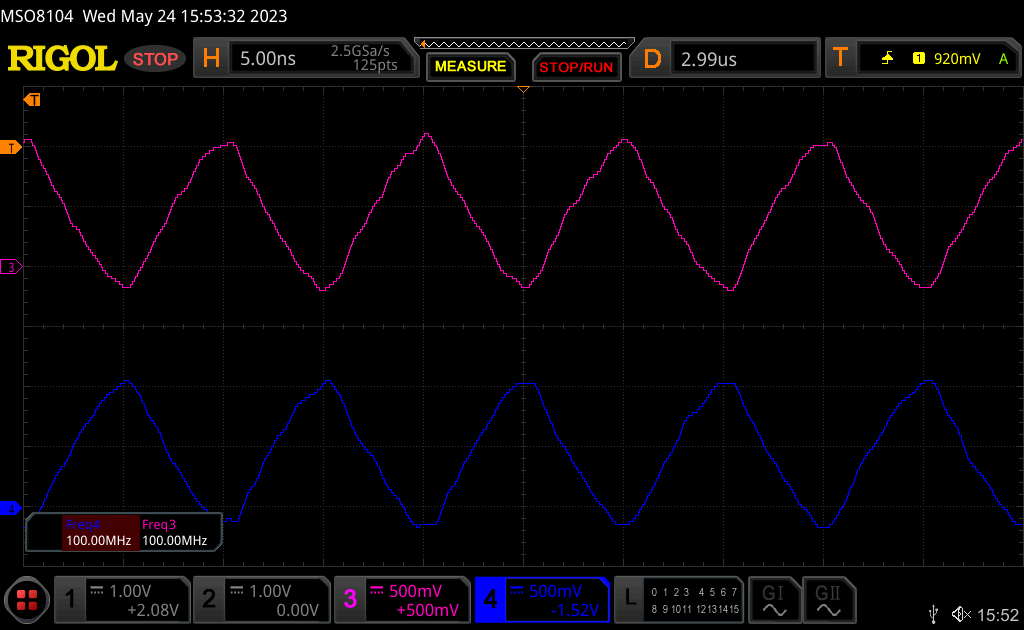 MSO8104 Wed May 24 15:53:32 2023
RIGOL STOP H 5.00ns 2.5GSa/s 125pts MEASURE STOP/RUN D 2.99us T 1 920mV A
T
T
3
4
Freq4 Freq3
100.00MHz 100.00MHz
1 1.00V +2.08V 2 1.00V 0.00V 3 500mV +500mV 4 500mV -1.52V L 0 1 2 3 4 5 6 7 GI GII
8 9 10 11 12 13 14 15
15:52